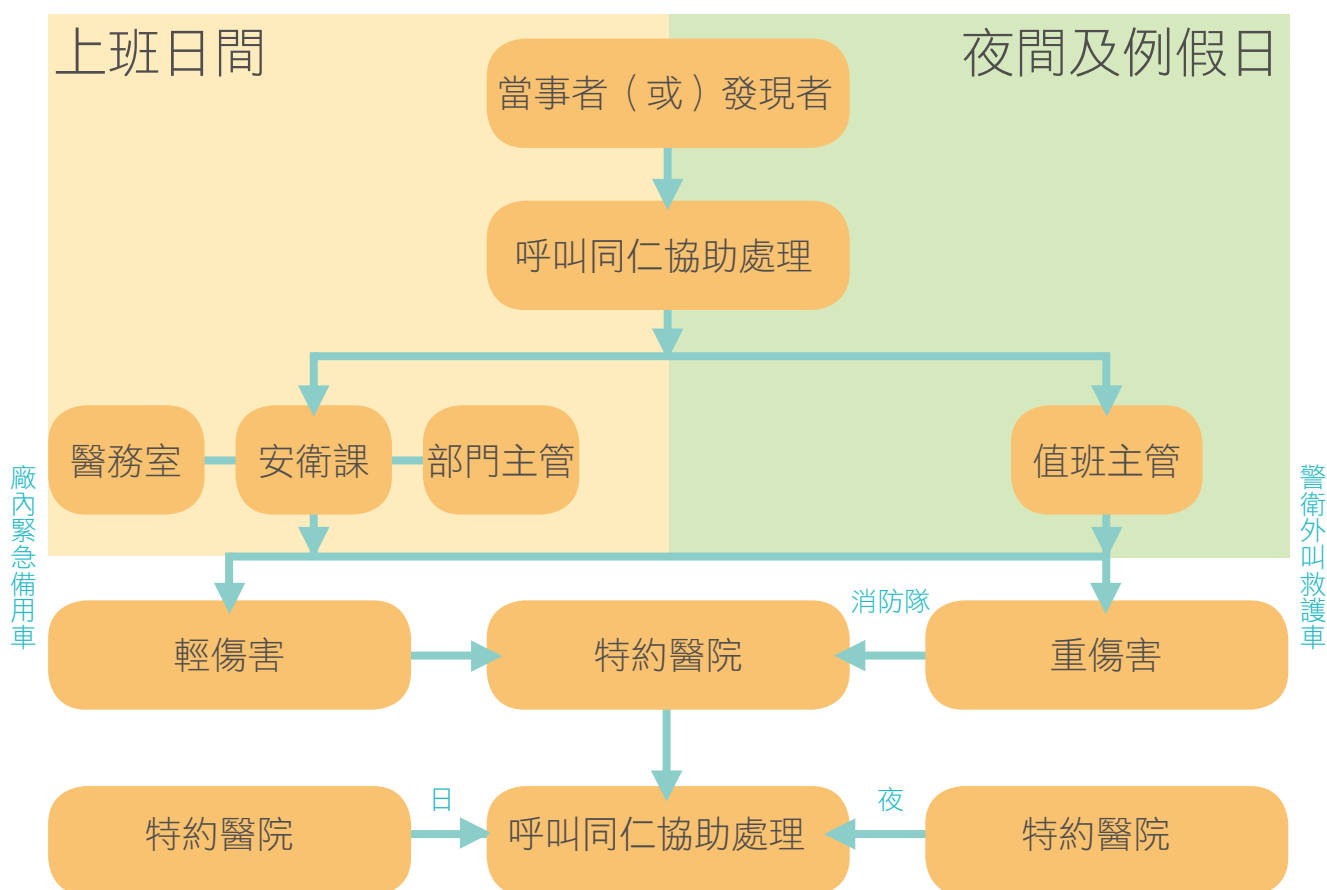 上班日間
夜間及例假日
當事者（或）發現者
呼叫同仁協助處理
醫務室
安衛課
部門主管
值班主管
廠內緊急備用車
警衛外叫救護車
輕傷害
特約醫院
消防隊
重傷害
特約醫院
日
呼叫同仁協助處理
夜
特約醫院